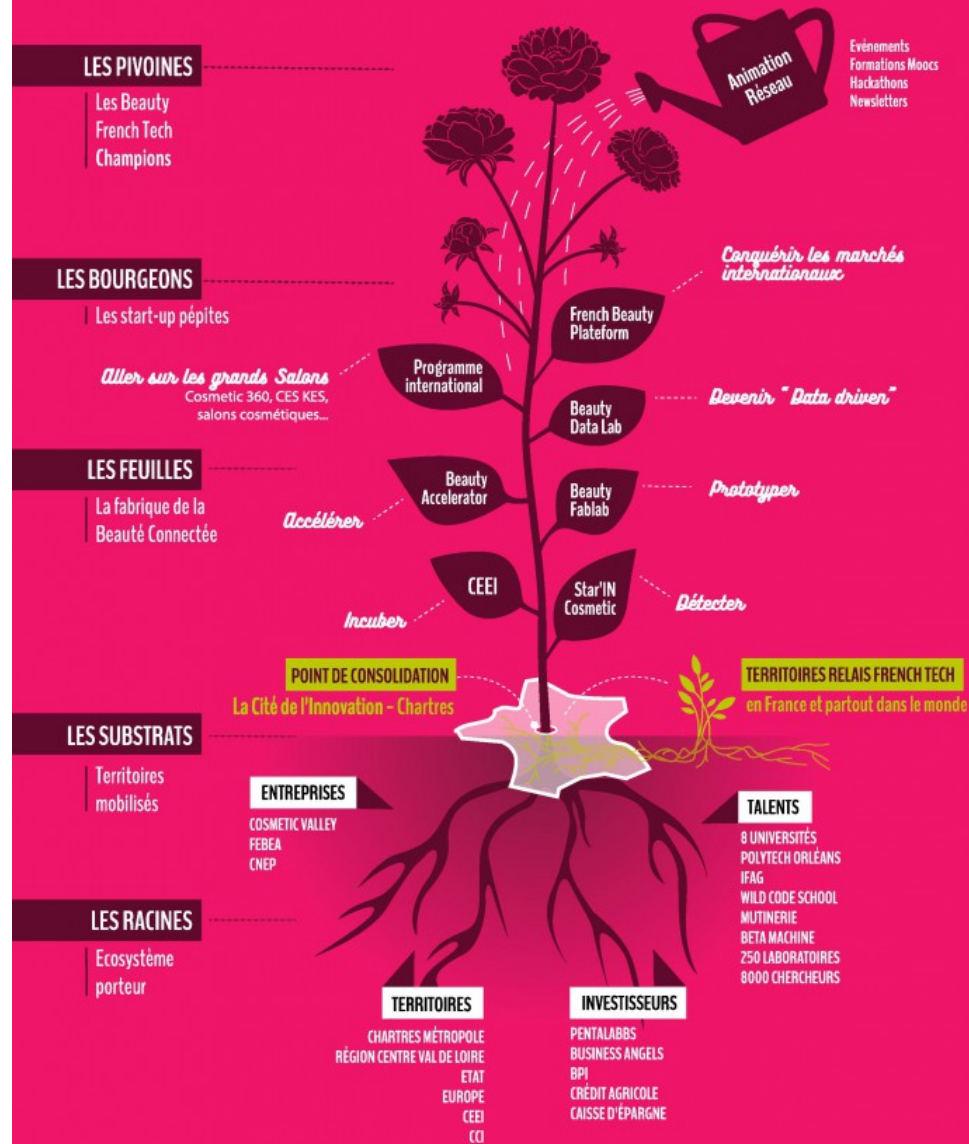 LES PIVOINES
Les Beauty
French Tech
Champions
Animation
Réseau
Evénements
Formations Moocs
Hackathons
Newsletters
LES BOURGEONS
Les start-up pépites
Conquérir les marchés
internationaux
French Beauty
Plateform
Aller sur les grands Salons
Cosmetic 360, CES KES,
salons cosmétiques...
Programme
international
Beauty
Data Lab
Devenir "Data driven"
LES FEUILLES
La fabrique de la
Beauté Connectée
Accélérer
Beauty
Accelerator
Beauty
Fablab
Prototyper
Incuber
CEEI
Star'IN
Cosmetic
Détecter
POINT DE CONSOLIDATION
La Cité de l'Innovation – Chartres
TERRITOIRES RELAIS FRENCH TECH
en France et partout dans le monde
LES SUBSTRATS
Territoires
mobilisés
ENTREPRISES
COSMETIC VALLEY
FEBEA
CNEP
TALENTS
8 UNIVERSITÉS
POLYTECH ORLÉANS
IFAG
WILD CODE SCHOOL
MUTINERIE
BETA MACHINE
250 LABORATOIRES
8000 CHERCHEURS
LES RACINES
Ecosystème
porteur
TERRITOIRES
CHARTRES MÉTROPOLE
RÉGION CENTRE VAL DE LOIRE
ETAT
EUROPE
CEEI
CCI
INVESTISSEURS
PENTALABBS
BUSINESS ANGELS
BPI
CRÉDIT AGRICOLE
CAISSE D'ÉPARGNE